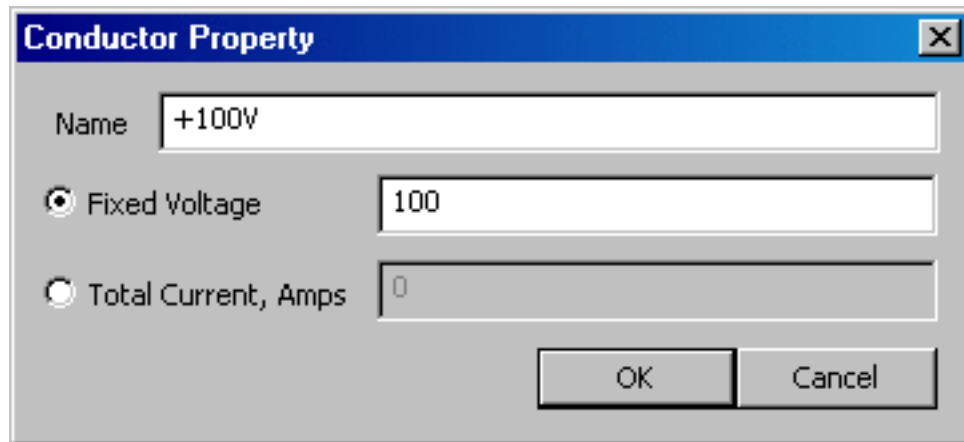 Conductor Property
Name +100V
Fixed Voltage 100
Total Current, Amps 0
OK Cancel